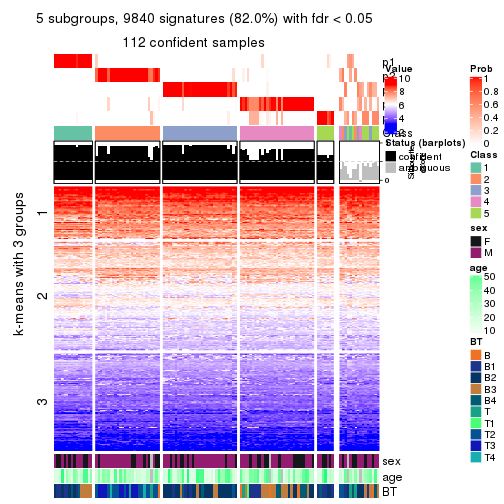 5 subgroups, 9840 signatures (82.0%) with fdr < 0.05
112 confident samples
p1
Class
k-means with 3 groups
1
2
3
sex
age
BT
Value
10
8
6
4
Status (barplots)
confident
ambiguous
0
Prob
1
0.8
0.6
0.4
0.2
0
Class
1
2
3
4
5
sex
F
M
age
50
40
30
20
10
BT
B
B1
B2
B3
B4
T
T1
T2
T3
T4